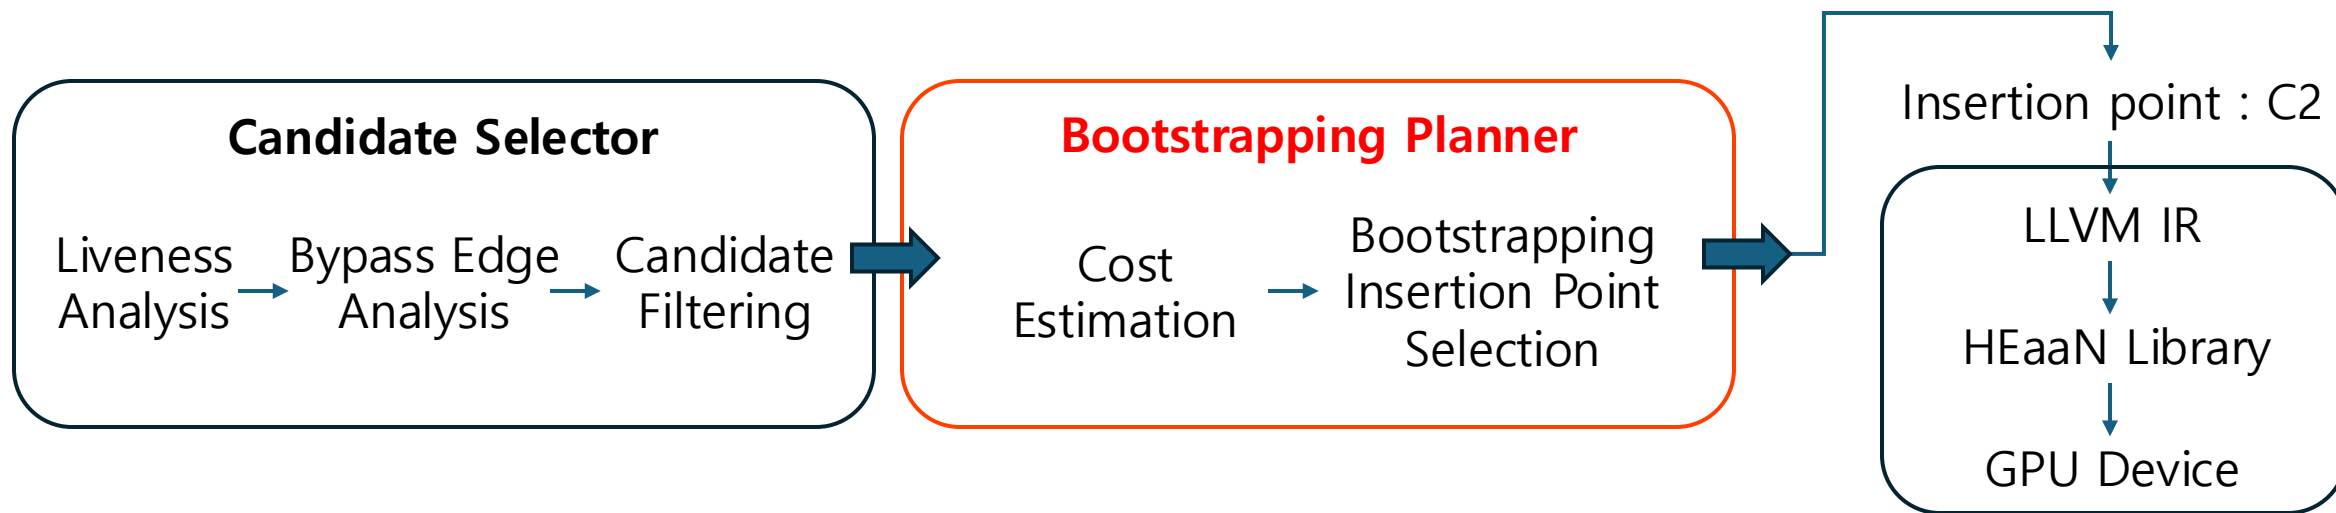 Candidate Selector
Liveness
Analysis
Bypass Edge
Analysis
Candidate
Filtering
Bootstrapping Planner
Cost
Estimation
Bootstrapping
Insertion Point
Selection
Insertion point : C2
LLVM IR
HEaaN Library
GPU Device